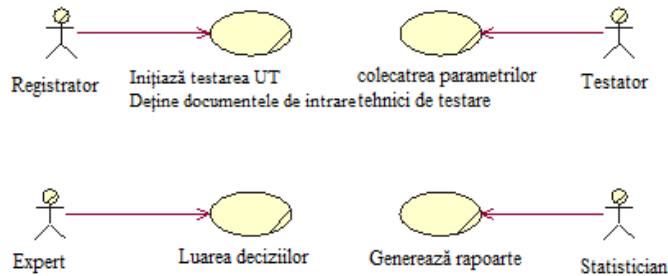 Registrator
Inițiază testarea UT
Deține documentele de intrare
colecatrea parametrilor
tehnici de testare
Testator
Expert
Luarea deciziilor
Generează rapoarte
Statistician